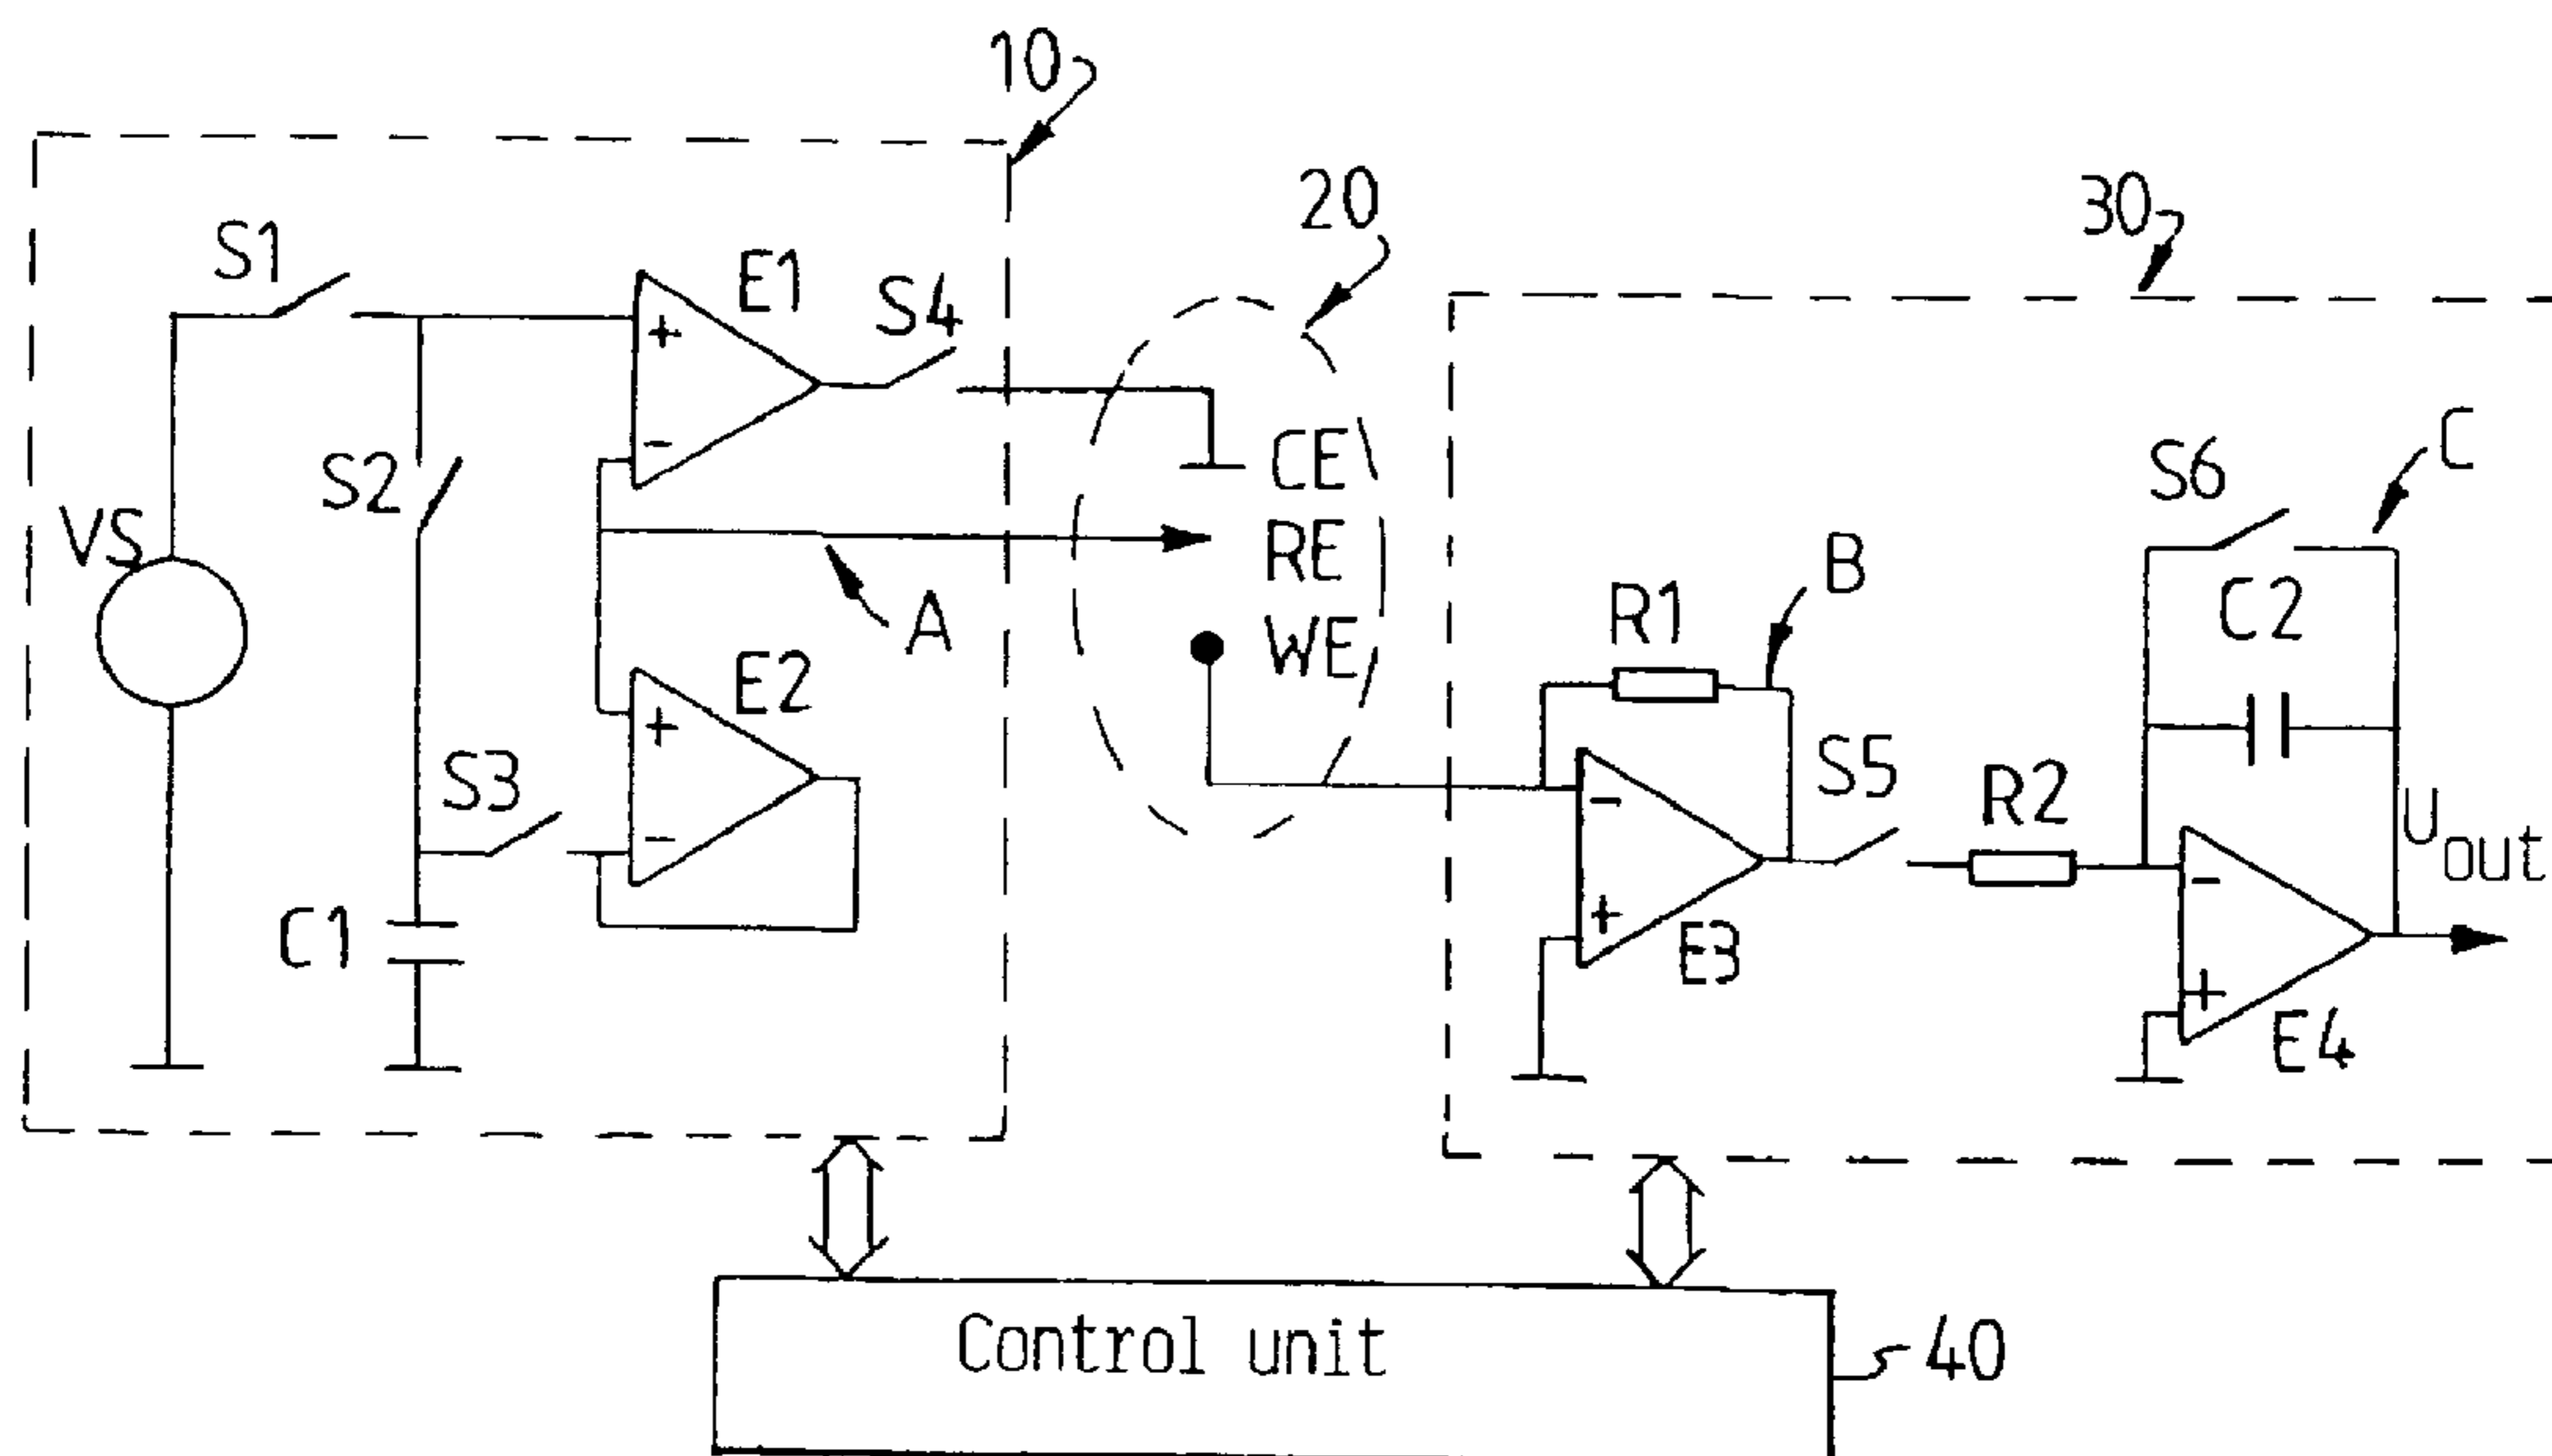 10
20
30
S1
E1
S4
S2
CE
RE
WE
VS
A
S6
C
B
R1
C2
E2
S3
S5
R2
Uout
C1
E3
E4
+
-
+
-
-
+
-
+
Control unit
40